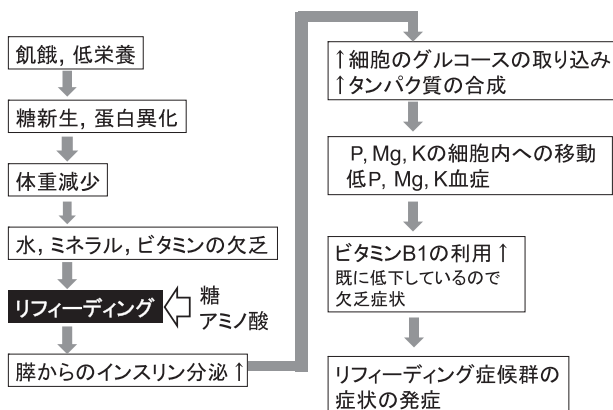 飢餓, 低栄養
糖新生, 蛋白異化
体重減少
水, ミネラル, ビタミンの欠乏
リフィーディング
糖
アミノ酸
膵からのインスリン分泌↑
↑細胞のグルコースの取り込み
↑タンパク質の合成
P, Mg, Kの細胞内への移動
低P, Mg, K血症
ビタミンB1の利用↑
既に低下しているので
欠乏症状
リフィーディング症候群の
症状の発症